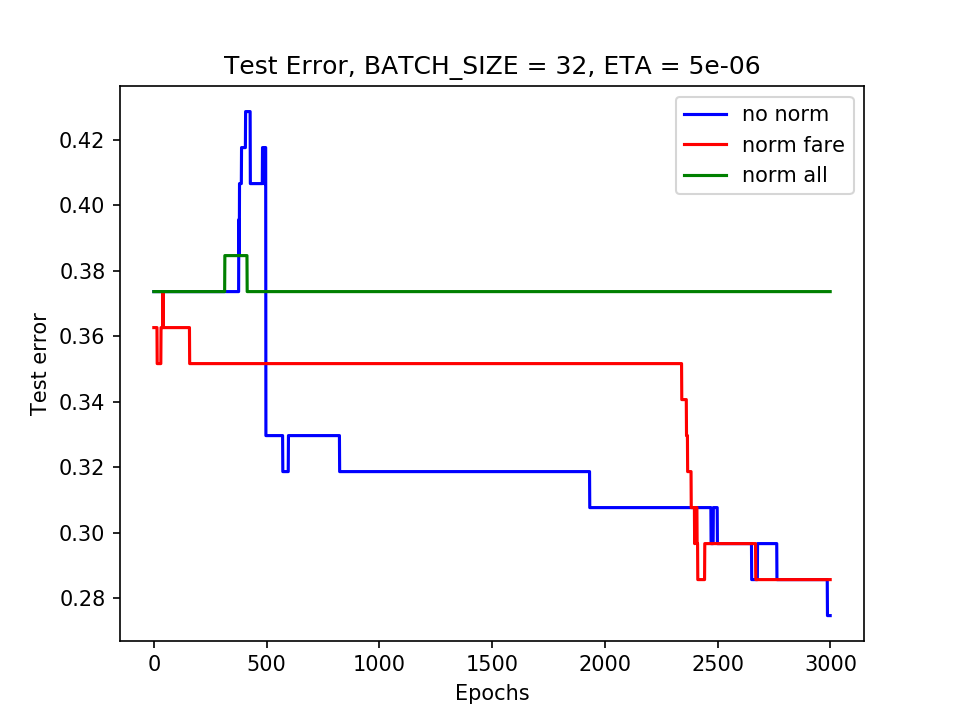 Test Error, BATCH_SIZE = 32, ETA = 5e-06
no norm
norm fare
norm all
0.42
0.40
0.38
0.36
0.34
0.32
0.30
0.28
Test error
0 500 1000 1500 2000 2500 3000
Epochs